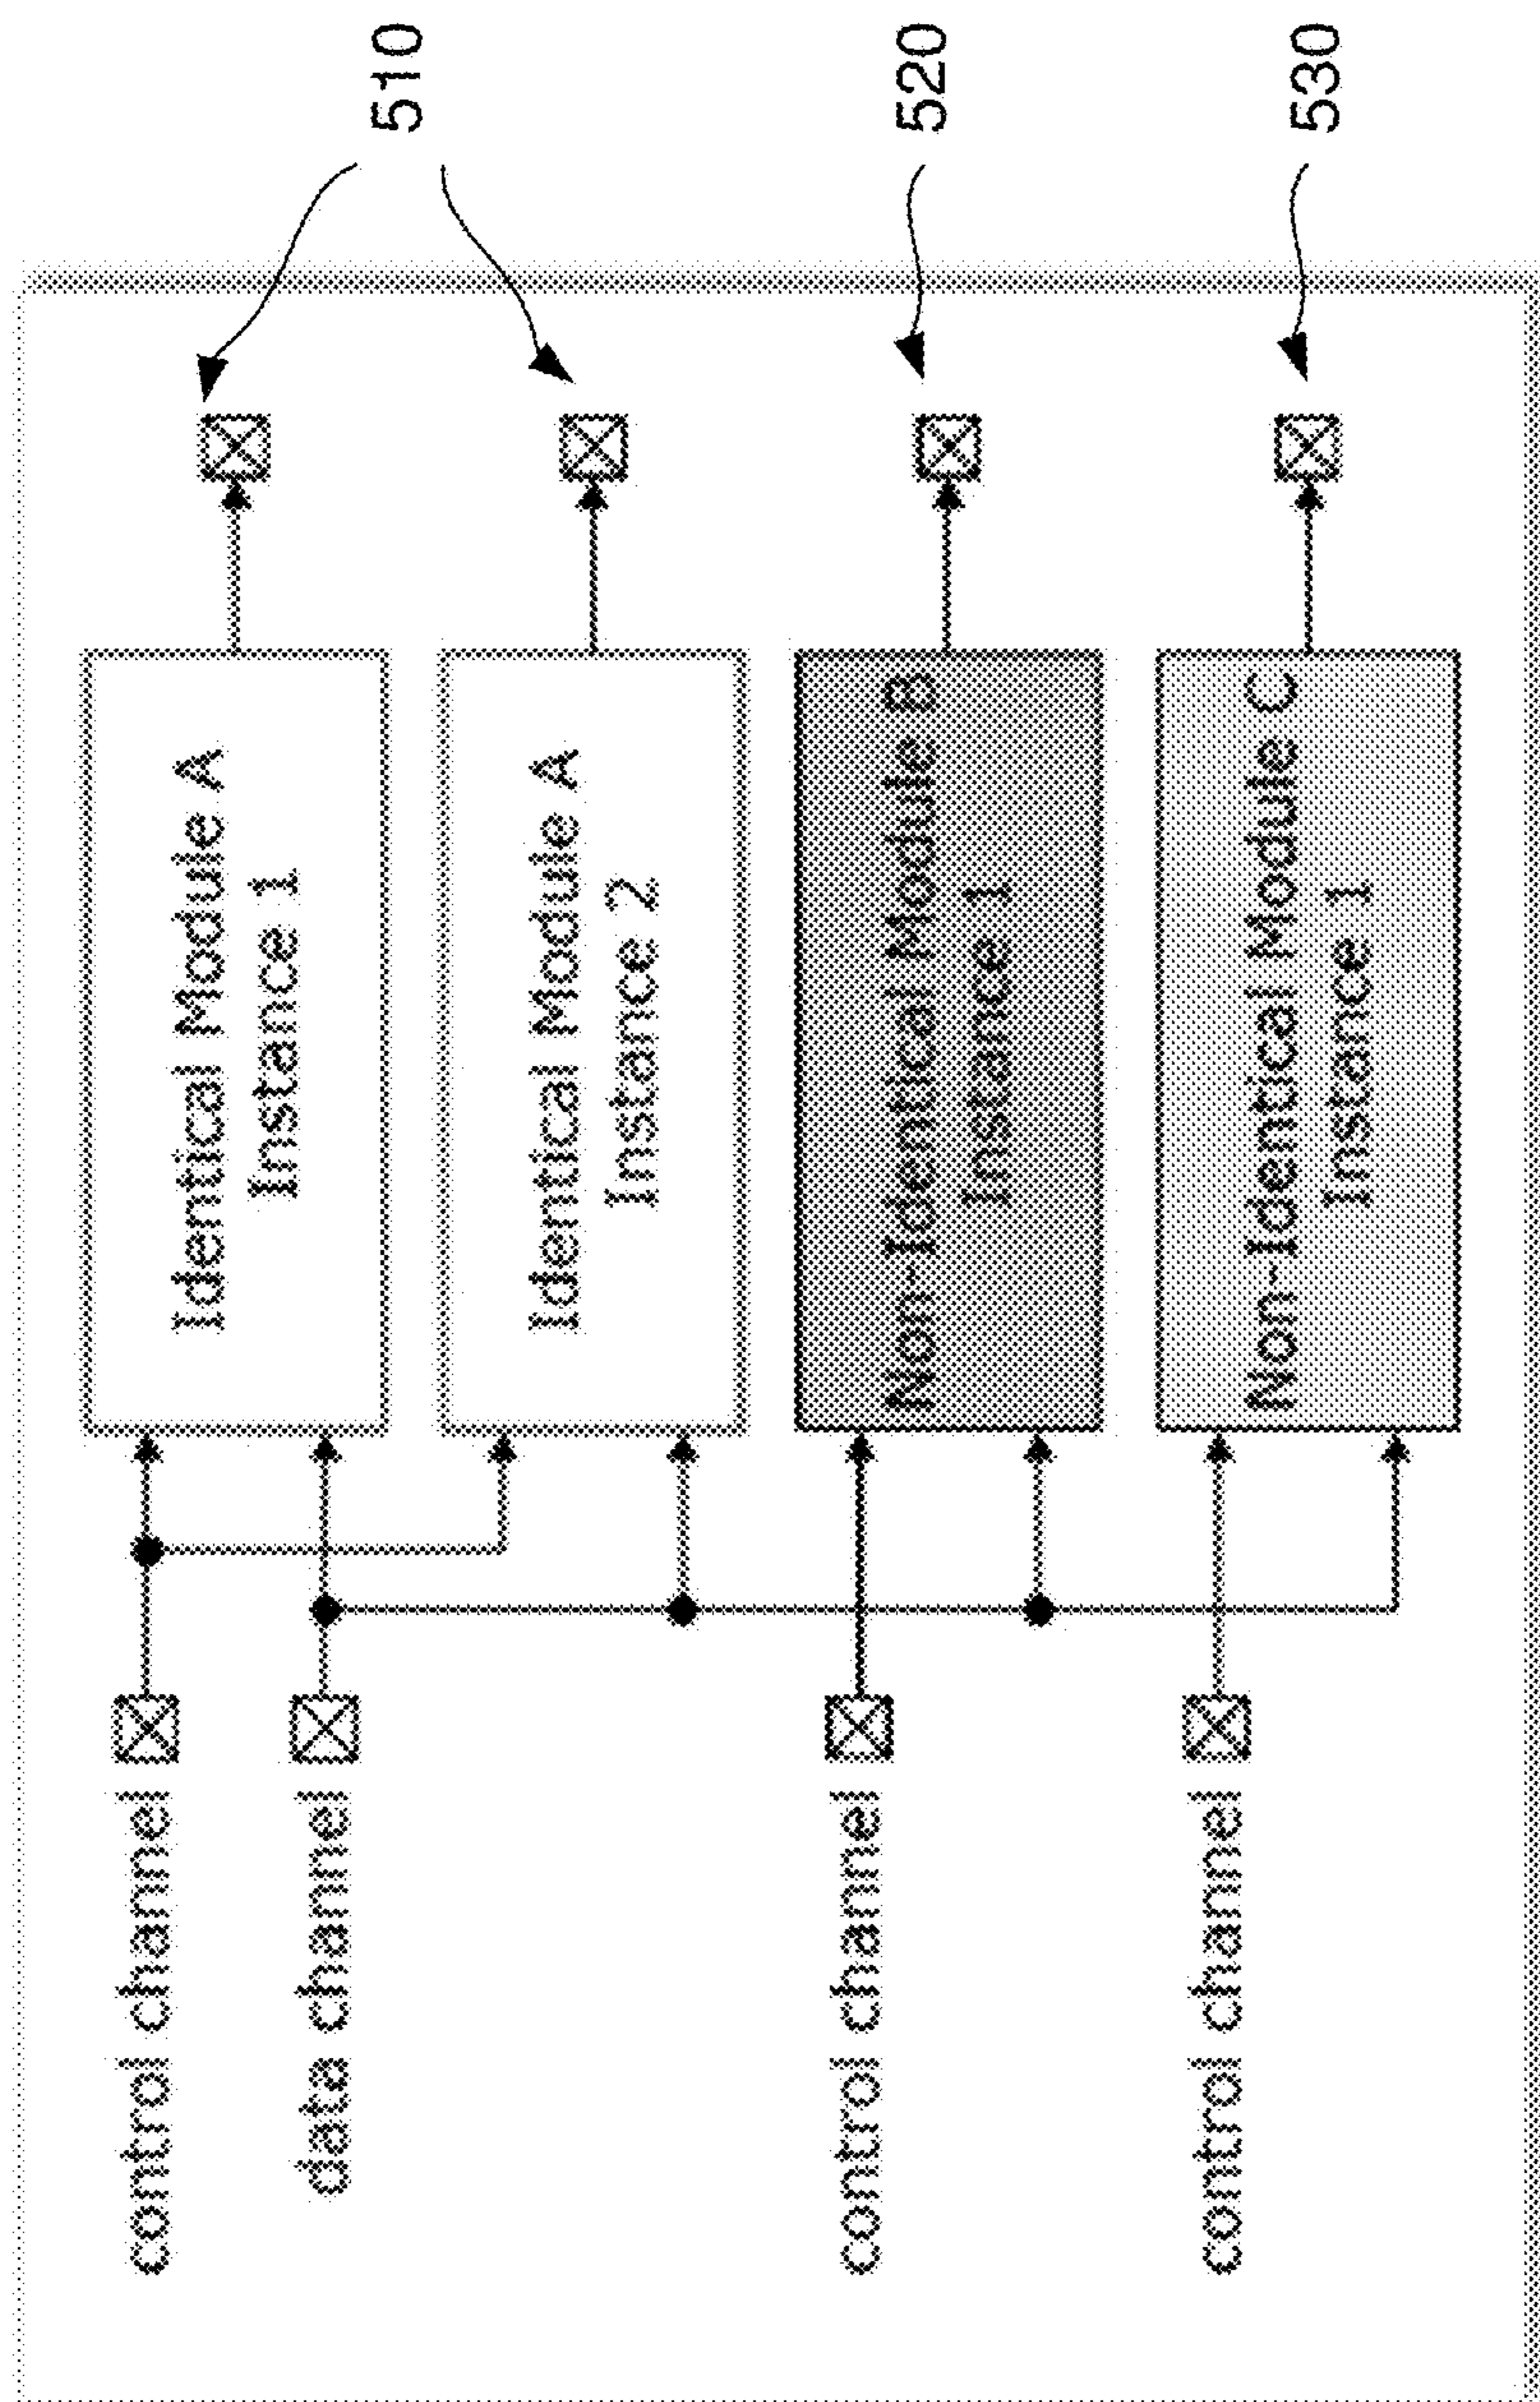 control channel
data channel
control channel
control channel
Identical Module A
Instance 1
Identical Module A
Instance 2
Non-Identical Module B
Instance 1
Non-Identical Module C
Instance 1
510
520
530